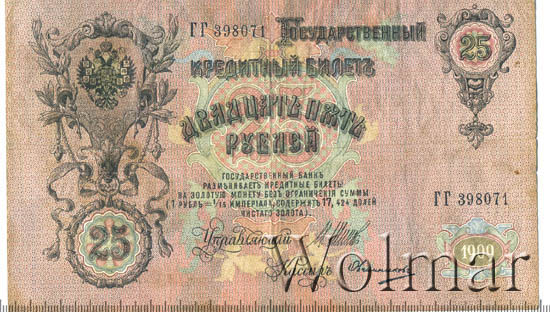 ГГ 398071
Государственный
25
Кредитный Билетъ
Двадцать пять
рублей
Государственный Банкъ
размѣниваетъ кредитные билеты
на золотую монету безъ ограниченія суммы
(1 рубль = 1/15 имперіала, содержитъ 17,424 долей
чистаго золота).
ГГ 398071
25
Управляющій
Кассиръ
1909
Wolmar